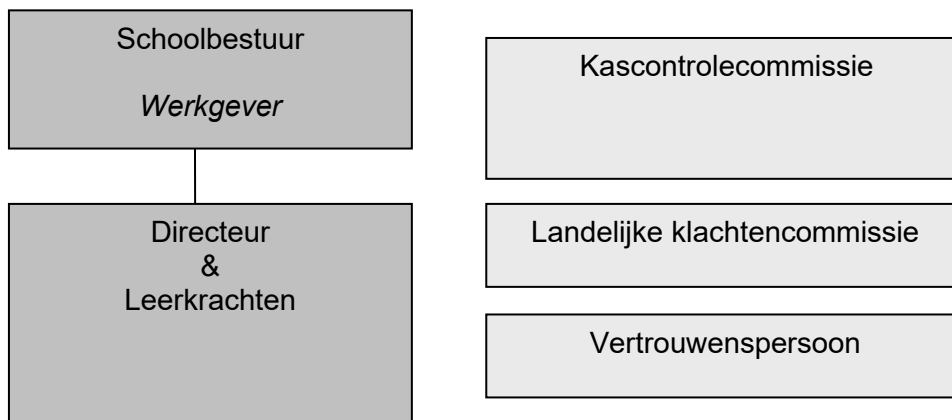 Schoolbestuur
Werkgever
Directeur
&
Leerkrachten
Kascontrolecommissie
Landelijke klachtencommissie
Vertrouwenspersoon